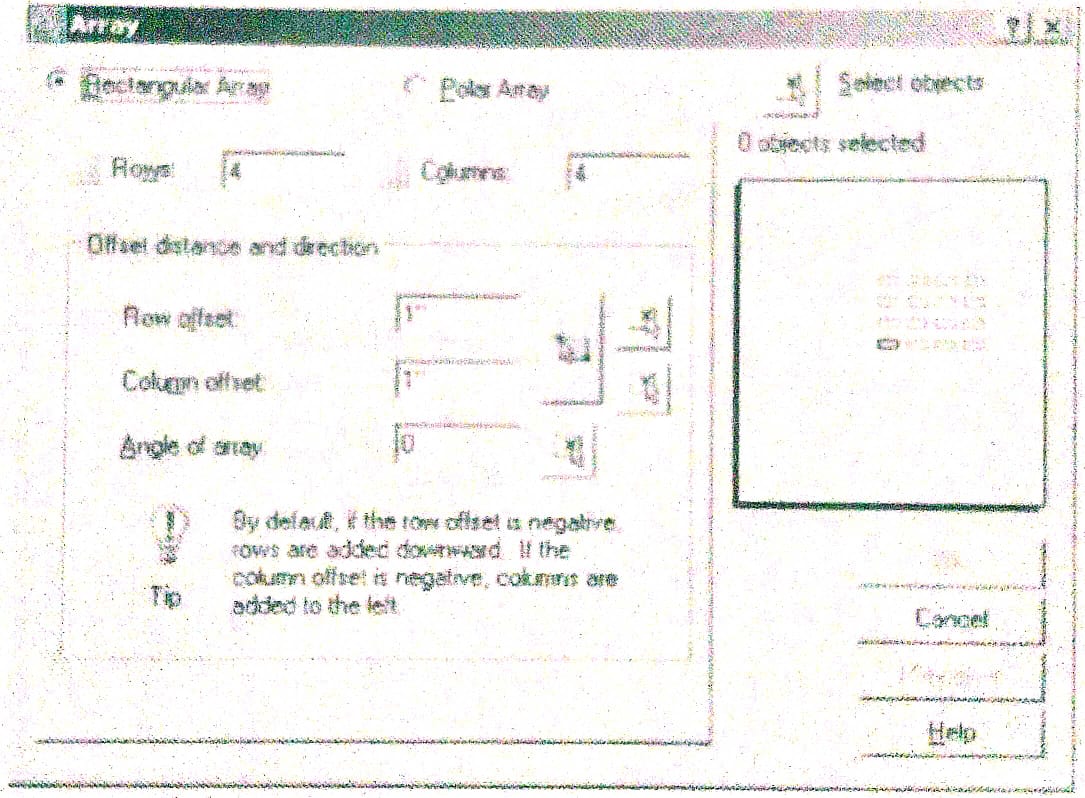 Array
Rectangular Array
Polar Array
Select objects
0 objects selected
Rows: 4
Columns: 4
Offset distance and direction
Row offset: 1"
Column offset: 1"
Angle of array: 0
By default, if the row offset is negative,
rows are added downward. If the
column offset is negative, columns are
added to the left.
Tip
Cancel
Help